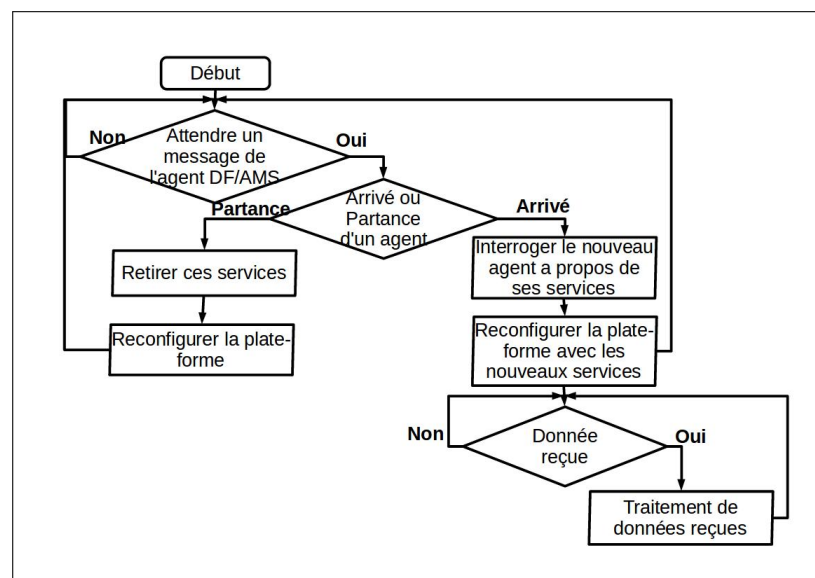 Début
Non
Attendre un
message de
l'agent DF/AMS
Oui
Partance
Arrivé ou
Partance
d'un agent
Arrivé
Retirer ces services
Interroger le nouveau
agent a propos de
ses services
Reconfigurer la plate-
forme
Reconfigurer la plate-
forme avec les
nouveaux services
Non
Donnée
reçue
Oui
Traitement de
données reçues